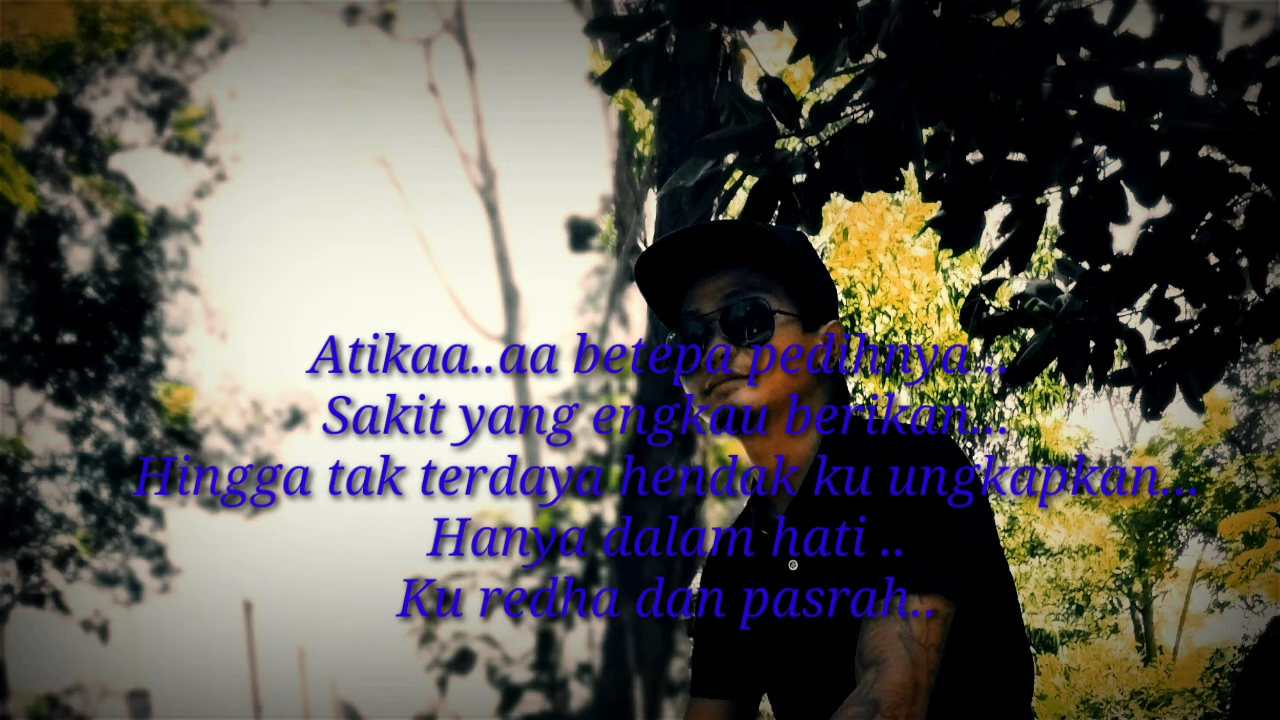 Atikaa..aa betepa pedihnya ..
Sakit yang engkau berikan...
Hingga tak terdaya hendak ku ungkapkan...
Hanya dalam hati ..
Ku redha dan pasrah..